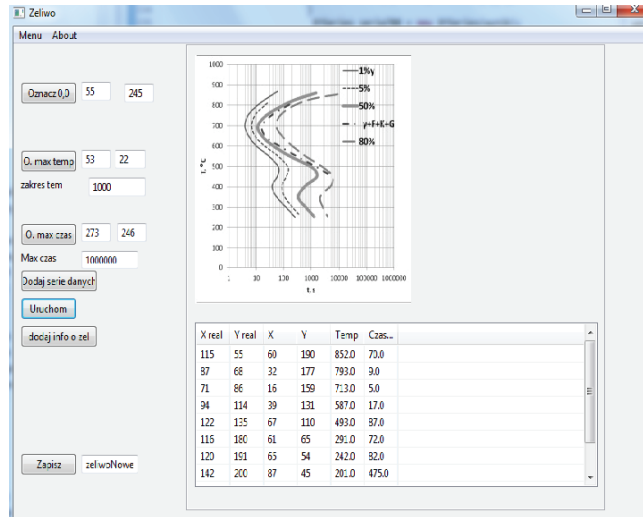 Zeliwo
Menu About
Oznacz 0,0 55 245
O. max temp 53 22
zakres tem 1000
O. max czas 273 246
Max czas 1000000
Dodaj serie danych
Uruchom
dodaj info o zel
Zapisz zeliwoNowe
1000
900
800
700
600
500
400
300
200
100
0
t, °C
1 10 100 1000 10000 100000 1000000
t, s
1%γ
5%
50%
γ+F+K+G
80%
X real Y real X Y Temp Czas...
115 55 60 190 852.0 70.0
87 68 32 177 793.0 9.0
71 86 16 159 713.0 5.0
94 114 39 131 587.0 17.0
122 135 67 110 493.0 87.0
116 180 61 65 291.0 72.0
120 191 65 54 242.0 82.0
142 200 87 45 201.0 475.0